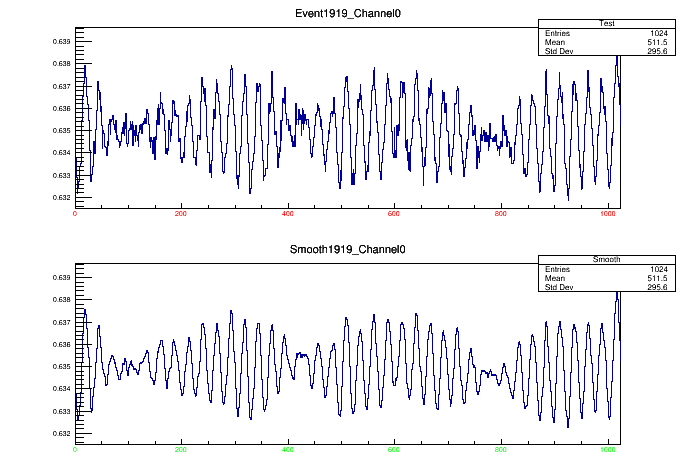 Event1919_Channel0
Test
Entries 1024
Mean 511.5
Std Dev 295.6
0.639
0.638
0.637
0.636
0.635
0.634
0.633
0.632
0 200 400 600 800 1000
Smooth1919_Channel0
Smooth
Entries 1024
Mean 511.5
Std Dev 295.6
0.639
0.638
0.637
0.636
0.635
0.634
0.633
0.632
0 200 400 600 800 1000